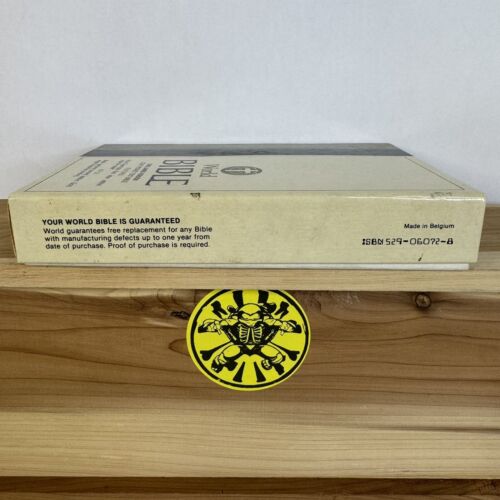 World
BIBLE
YOUR WORLD BIBLE IS GUARANTEED
World guarantees free replacement for any Bible
with manufacturing defects up to one year from
date of purchase. Proof of purchase is required.
Made in Belgium
ISBN 529-06072-8